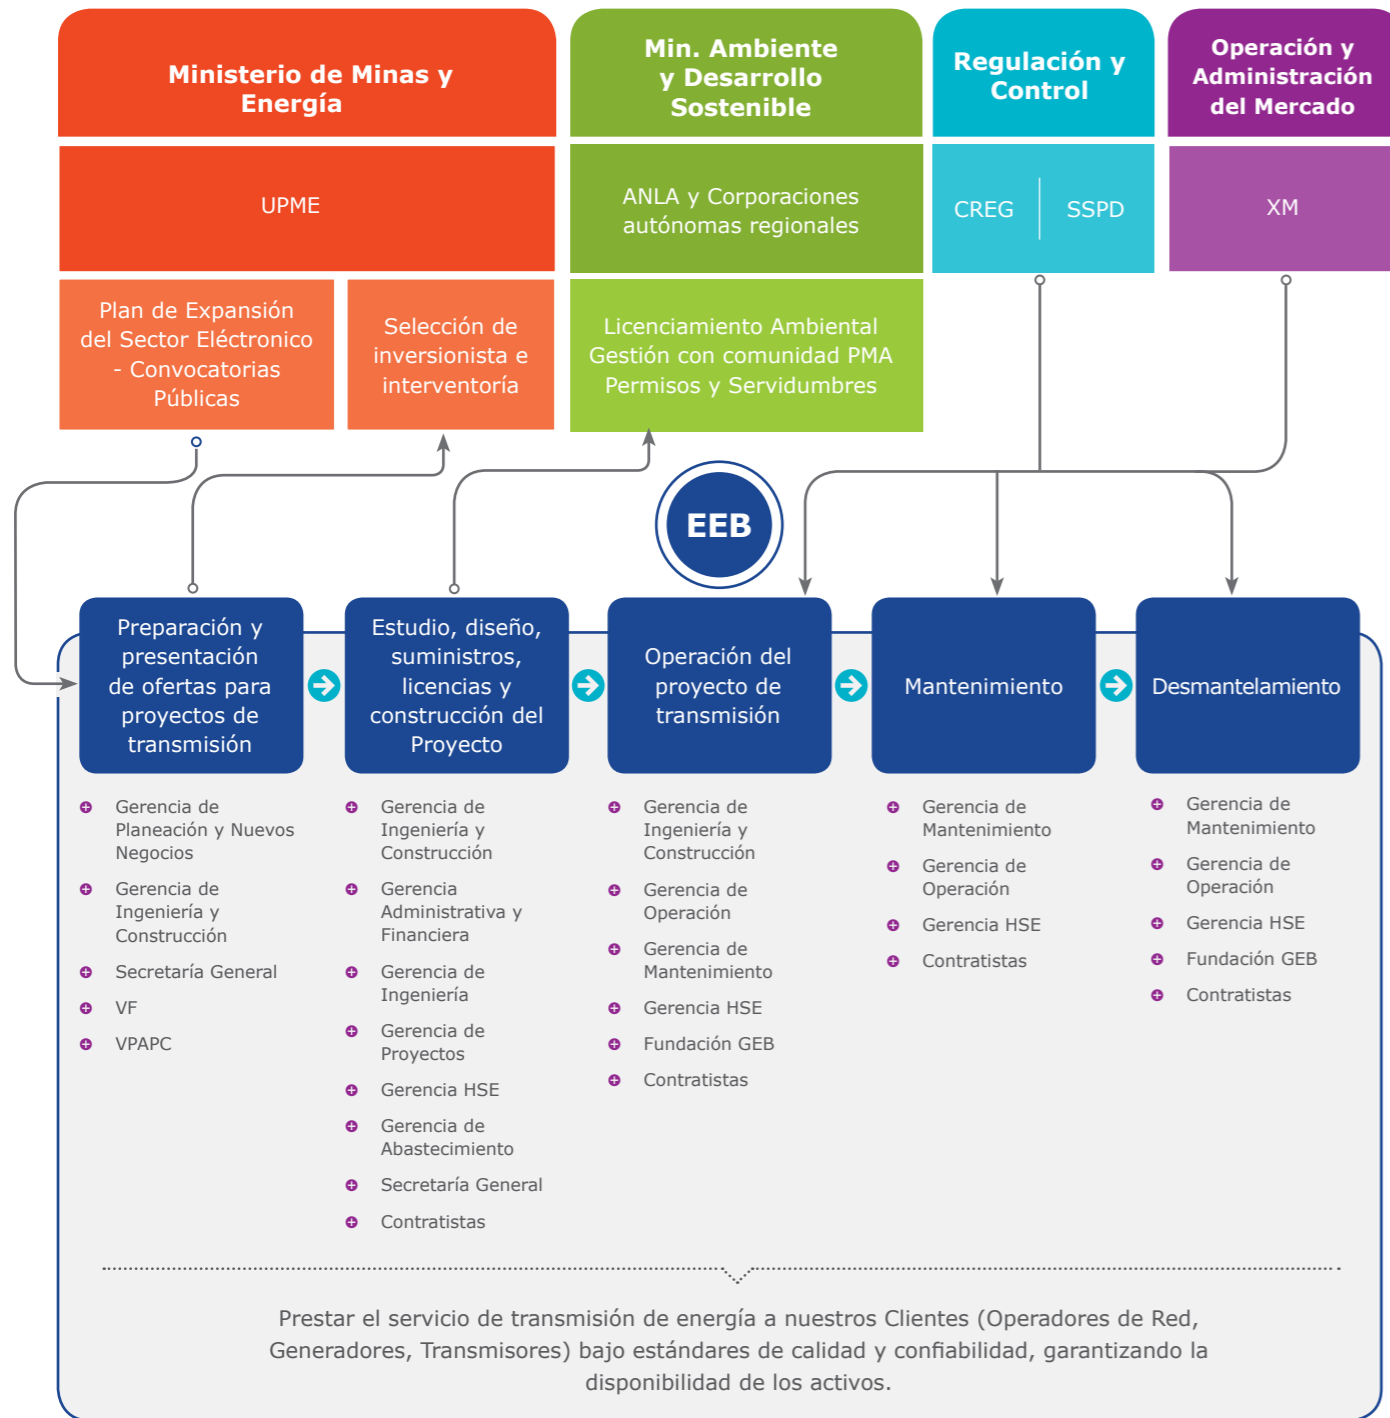 Ministerio de Minas y
Energía
Min. Ambiente
y Desarrollo
Sostenible
Regulación y
Control
Operación y
Administración
del Mercado
UPME
ANLA y Corporaciones
autónomas regionales
CREG
SSPD
XM
Plan de Expansión
del Sector Eléctronico
- Convocatorias
Públicas
Selección de
inversionista e
interventoría
Licenciamiento Ambiental
Gestión con comunidad PMA
Permisos y Servidumbres
EEB
Preparación y
presentación
de ofertas para
proyectos de
transmisión
Estudio, diseño,
suministros,
licencias y
construcción del
Proyecto
Operación del
proyecto de
transmisión
Mantenimiento
Desmantelamiento
Gerencia de
Planeación y Nuevos
Negocios
Gerencia de
Ingeniería y
Construcción
Secretaría General
VF
VPAPC
Gerencia de
Ingeniería y
Construcción
Gerencia
Administrativa y
Financiera
Gerencia de
Ingeniería
Gerencia de
Proyectos
Gerencia HSE
Gerencia de
Abastecimiento
Secretaría General
Contratistas
Gerencia de
Ingeniería y
Construcción
Gerencia de
Operación
Gerencia de
Mantenimiento
Gerencia HSE
Fundación GEB
Contratistas
Gerencia de
Mantenimiento
Gerencia de
Operación
Gerencia HSE
Contratistas
Gerencia de
Mantenimiento
Gerencia de
Operación
Gerencia HSE
Fundación GEB
Contratistas
Prestar el servicio de transmisión de energía a nuestros Clientes (Operadores de Red,
Generadores, Transmisores) bajo estándares de calidad y confiabilidad, garantizando la
disponibilidad de los activos.